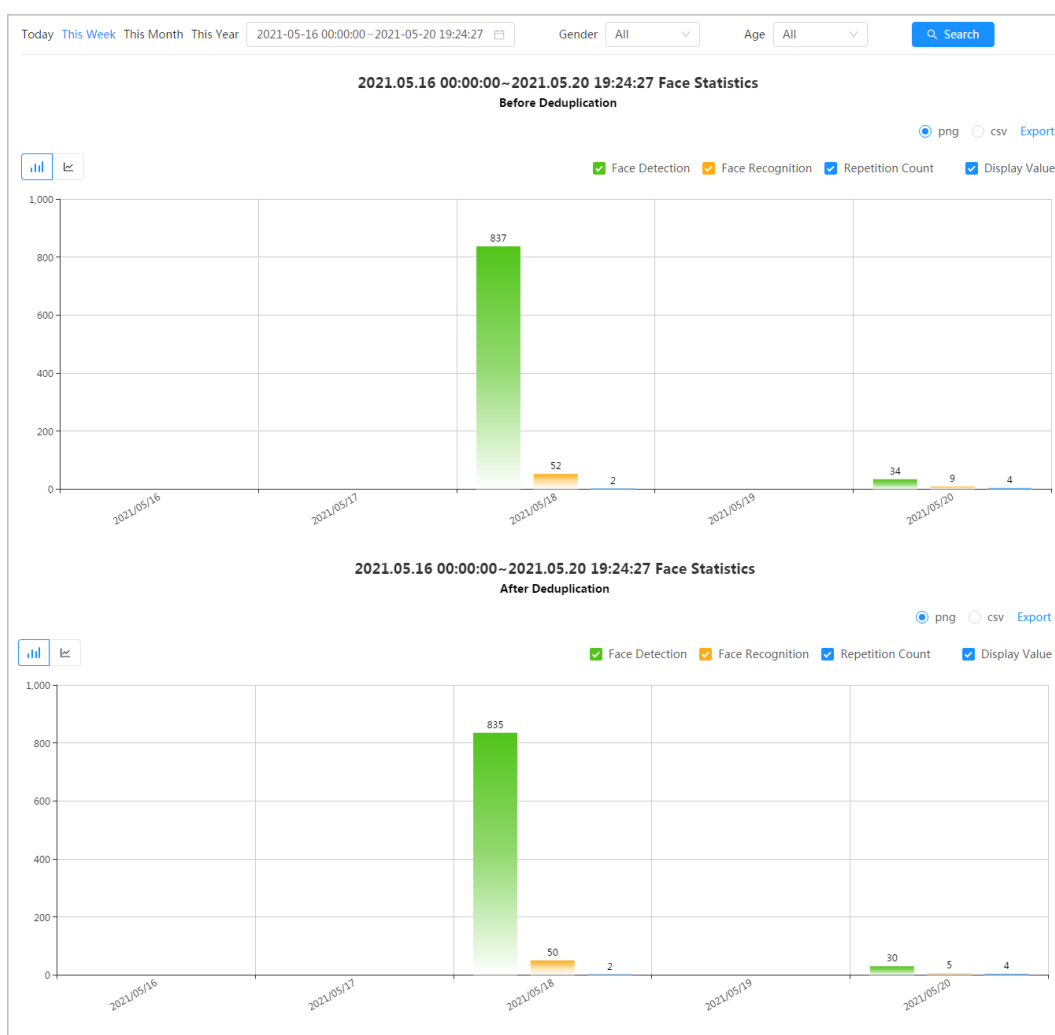 Today This Week This Month This Year 2021-05-16 00:00:00~2021-05-20 19:24:27 Gender All Age All Search
2021.05.16 00:00:00~2021.05.20 19:24:27 Face Statistics
Before Deduplication
png csv Export
Face Detection Face Recognition Repetition Count Display Value
1,000
837
800
600
400
200
52
2
34
9
4
0
2021/05/16 2021/05/17 2021/05/18 2021/05/19 2021/05/20
2021.05.16 00:00:00~2021.05.20 19:24:27 Face Statistics
After Deduplication
png csv Export
Face Detection Face Recognition Repetition Count Display Value
1,000
835
800
600
400
200
50
2
30
5
4
0
2021/05/16 2021/05/17 2021/05/18 2021/05/19 2021/05/20